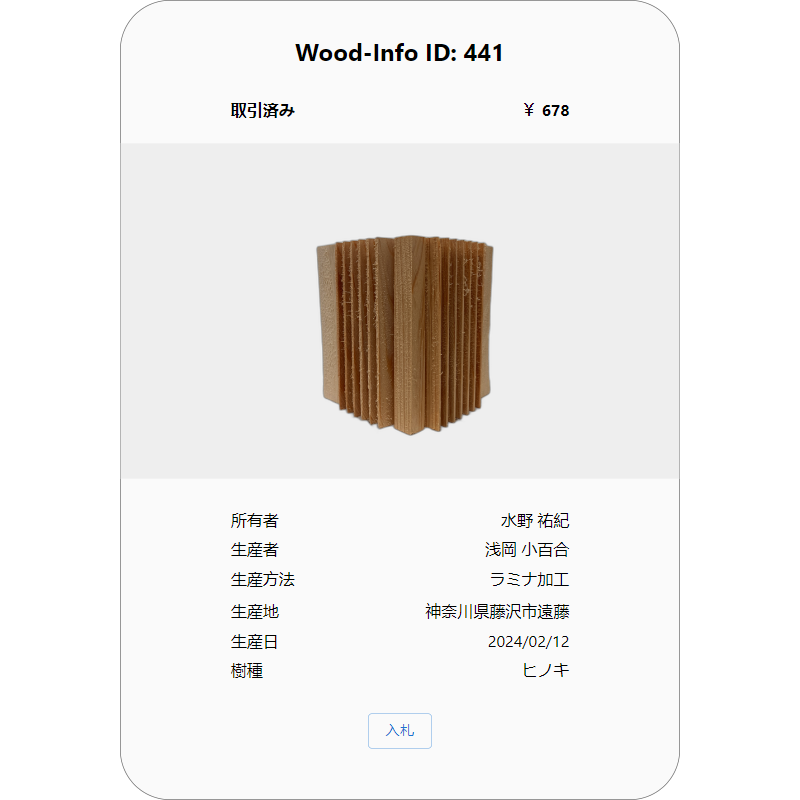 Wood-Info ID: 441
取引済み ￥ 678
所有者 水野 祐紀
生産者 浅岡 小百合
生産方法 ラミナ加工
生産地 神奈川県藤沢市遠藤
生産日 2024/02/12
樹種 ヒノキ
入札